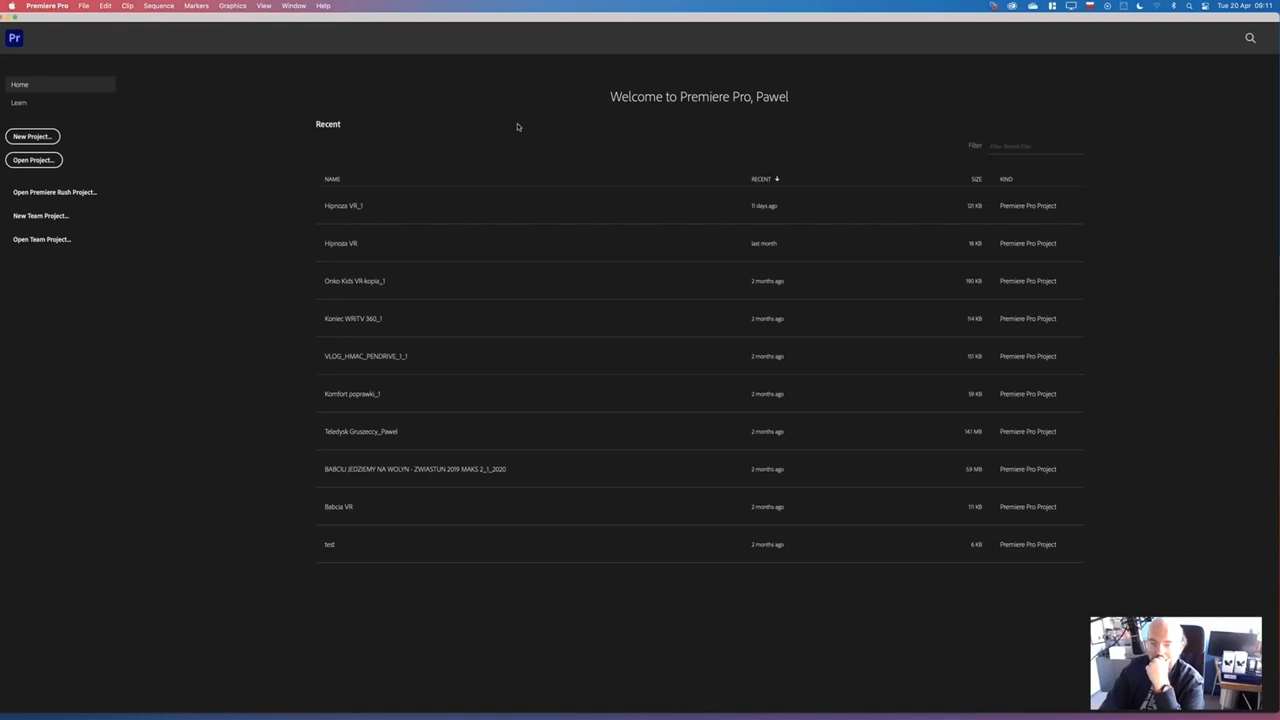 Premiere Pro File Edit Clip Sequence Markers Graphics View Window Help Tue 20 Apr 09:11
Pr
Home
Learn
New Project...
Open Project...
Open Premiere Rush Project...
New Team Project...
Open Team Project...
Welcome to Premiere Pro, Pawel
Recent
Filter Filter Recent Files
NAME RECENT SIZE KIND
Hipnoza VR_1 11 days ago 121 KB Premiere Pro Project
Hipnoza VR last month 18 KB Premiere Pro Project
Onko Kids VR-kopia_1 2 months ago 190 KB Premiere Pro Project
Koniec WRITV 360_1 2 months ago 114 KB Premiere Pro Project
VLOG_HMAC_PENDRIVE_1_1 2 months ago 151 KB Premiere Pro Project
Komfort poprawki_1 2 months ago 59 KB Premiere Pro Project
Teledysk Gruszeccy_Pawel 2 months ago 141 MB Premiere Pro Project
BABCIU JEDZIEMY NA WOLYN - ZWIASTUN 2019 MAKS 2_1_2020 2 months ago 59 MB Premiere Pro Project
Babcia VR 2 months ago 111 KB Premiere Pro Project
test 2 months ago 6 KB Premiere Pro Project